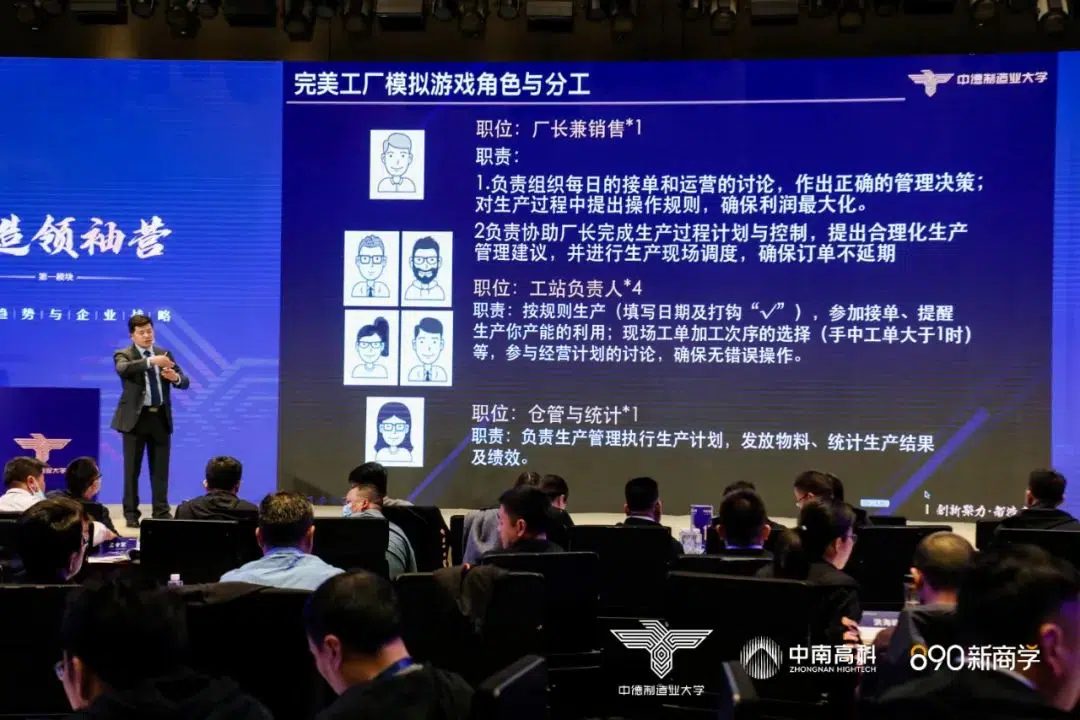 完美工厂模拟游戏角色与分工
中德制造业大学
职位：厂长兼销售*1
职责：
1.负责组织每日的接单和运营的讨论，作出正确的管理决策；
对生产过程中提出操作规则，确保利润最大化。
2负责协助厂长完成生产过程计划与控制，提出合理化生产
管理建议，并进行生产现场调度，确保订单不延期
职位：工站负责人*4
职责：按规则生产（填写日期及打钩“√”），参加接单、提醒
生产你产能的利用；现场工单加工次序的选择（手中工单大于1时）
等，参与经营计划的讨论，确保无错误操作。
职位：仓管与统计*1
职责：负责生产管理执行生产计划，发放物料、统计生产结果
及绩效。
造领袖营
第一模块
趋势与企业战略
业大学
创新聚力·智
中德制造业大学
中南高科
ZHONGNAN HIGHTECH
890新商学